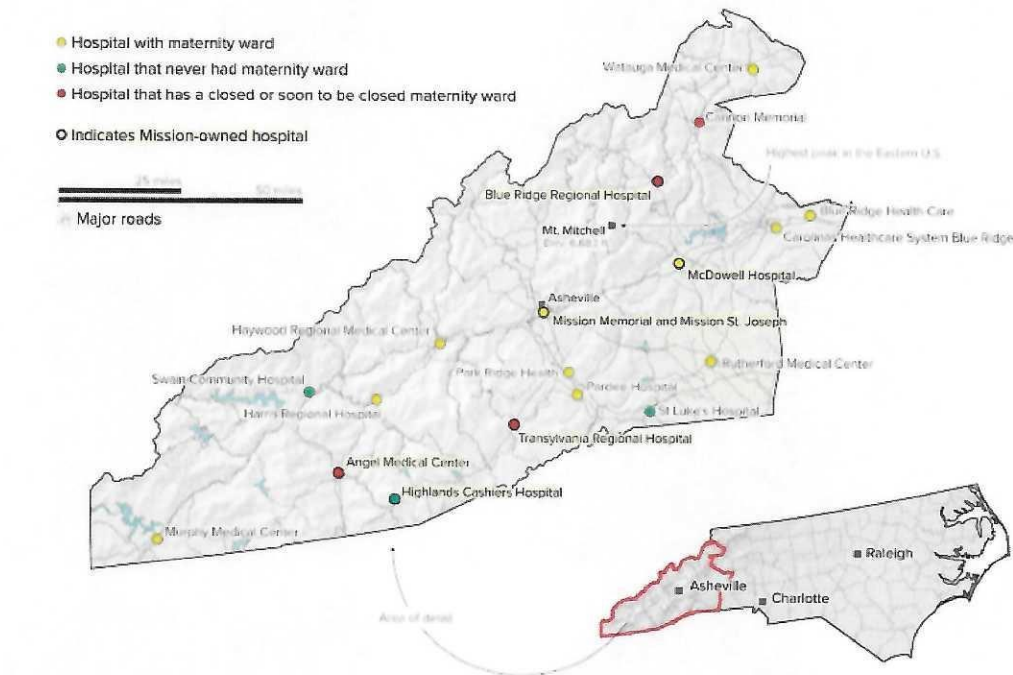 Hospital with maternity ward
Hospital that never had maternity ward
Hospital that has a closed or soon to be closed maternity ward
Indicates Mission-owned hospital
25 miles
50 miles
Major roads
Watauga Medical Center
Cannon Memorial
Highest peak in the Eastern U.S.
Blue Ridge Regional Hospital
Blue Ridge Health Care
Mt. Mitchell
Carolinas Healthcare System Blue Ridge
McDowell Hospital
Asheville
Mission Memorial and Mission St. Joseph
Haywood Regional Medical Center
Rutherford Medical Center
Park Ridge Health
Swain Community Hospital
Pardee Hospital
Harris Regional Hospital
St Luke's Hospital
Transylvania Regional Hospital
Angel Medical Center
Highlands Cashiers Hospital
Murphy Medical Center
Raleigh
Asheville
Charlotte
Area of detail